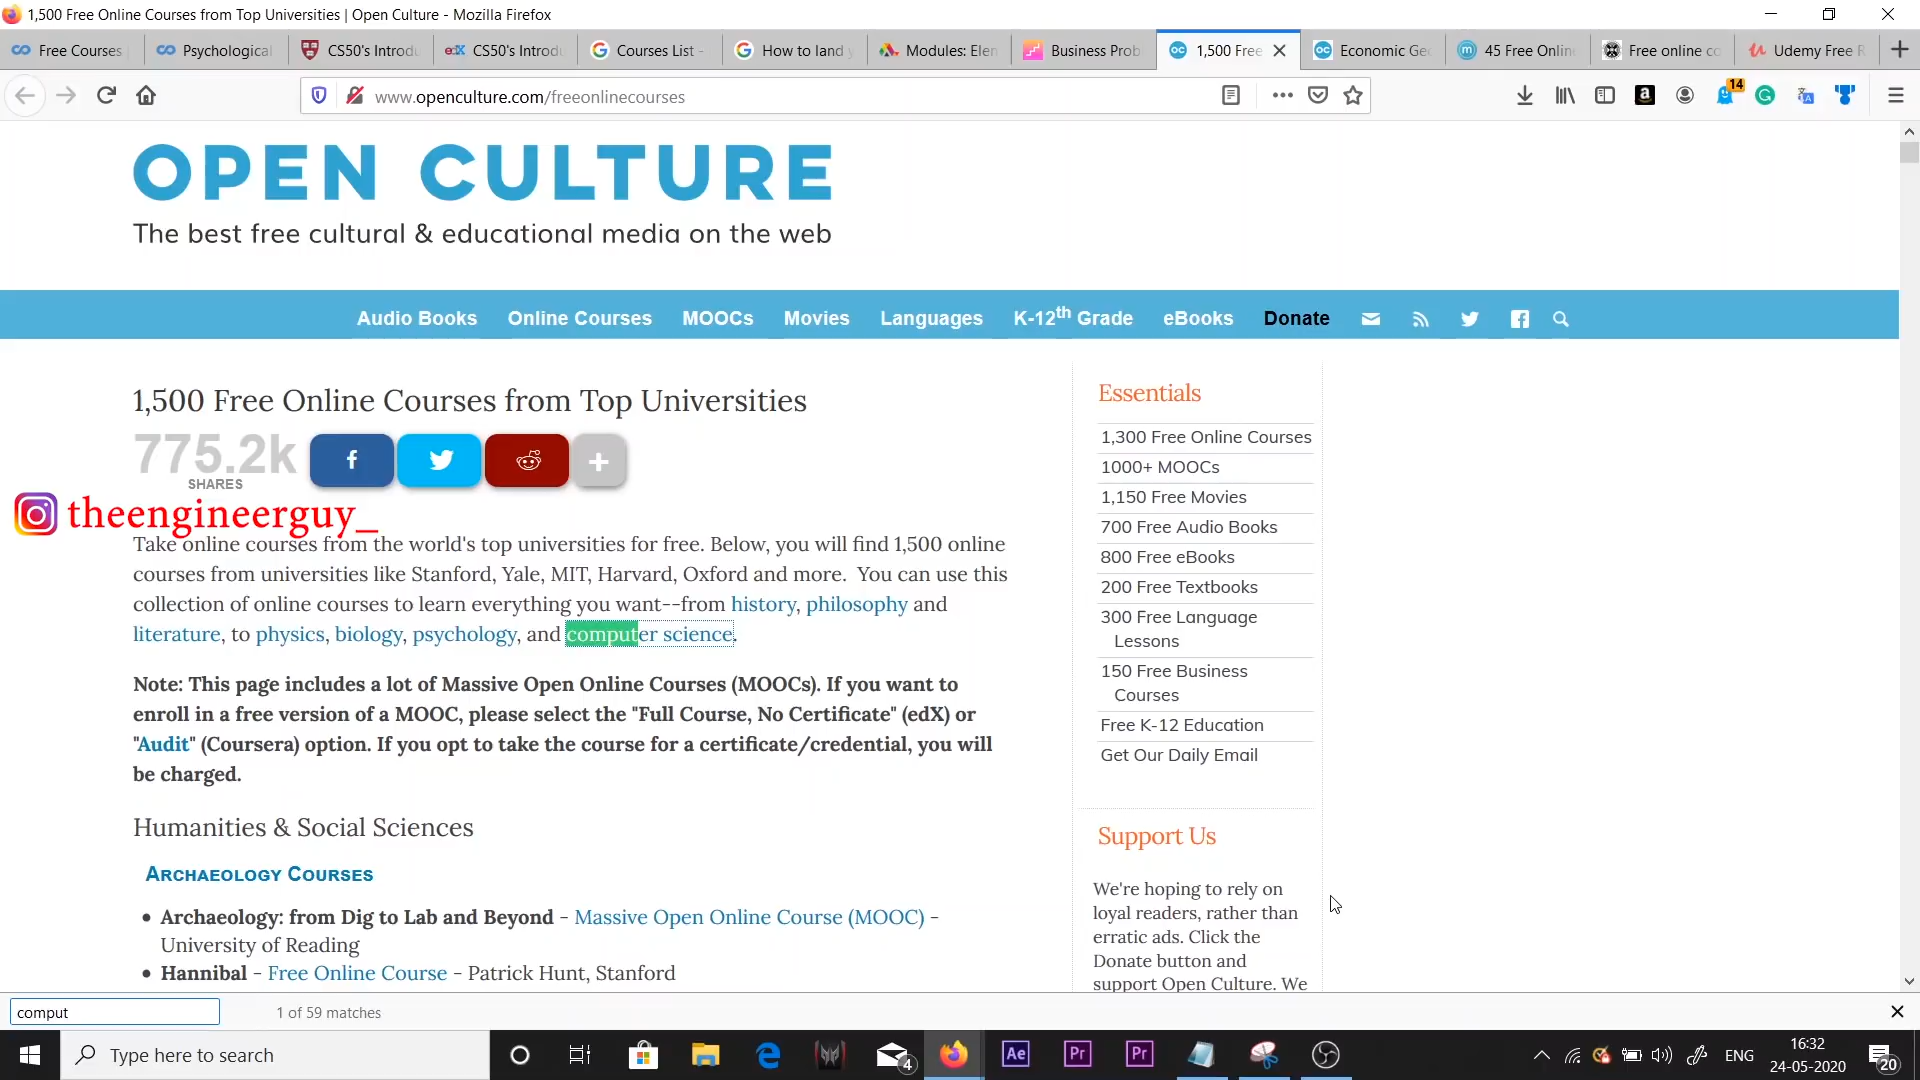 1,500 Free Online Courses from Top Universities | Open Culture - Mozilla Firefox
Free Courses
Psychological
CS50's Introdu
CS50's Introdu
Courses List -
How to land
Modules: Elen
Business Prob
1,500 Free
Economic Ge
45 Free Onlin
Free online co
Udemy Free R
www.openculture.com/freeonlinecourses
14
OPEN CULTURE
The best free cultural & educational media on the web
Audio Books
Online Courses
MOOCs
Movies
Languages
K-12th Grade
eBooks
Donate
1,500 Free Online Courses from Top Universities
775.2k
SHARES
theengineerguy_
Take online courses from the world's top universities for free. Below, you will find 1,500 online
courses from universities like Stanford, Yale, MIT, Harvard, Oxford and more. You can use this
collection of online courses to learn everything you want--from history, philosophy and
literature, to physics, biology, psychology, and computer science.
Note: This page includes a lot of Massive Open Online Courses (MOOCs). If you want to
enroll in a free version of a MOOC, please select the "Full Course, No Certificate" (edX) or
"Audit" (Coursera) option. If you opt to take the course for a certificate/credential, you will
be charged.
Humanities & Social Sciences
Archaeology Courses
• Archaeology: from Dig to Lab and Beyond - Massive Open Online Course (MOOC) -
University of Reading
• Hannibal - Free Online Course - Patrick Hunt, Stanford
Essentials
1,300 Free Online Courses
1000+ MOOCs
1,150 Free Movies
700 Free Audio Books
800 Free eBooks
200 Free Textbooks
300 Free Language
Lessons
150 Free Business
Courses
Free K-12 Education
Get Our Daily Email
Support Us
We're hoping to rely on
loyal readers, rather than
erratic ads. Click the
Donate button and
support Open Culture. We
comput
1 of 59 matches
Type here to search
4
Ae
Pr
Pr
ENG
16:32
24-05-2020
20